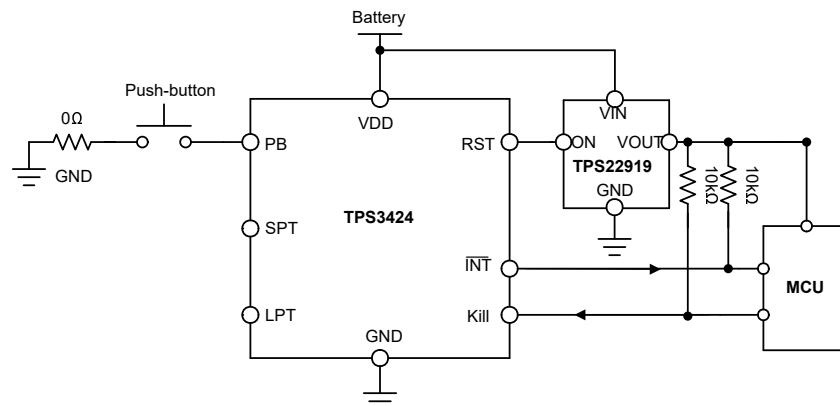 Battery
Push-button
0Ω
GND
VDD
PB
SPT
LPT
TPS3424
RST
INT
Kill
GND
VIN
ON
VOUT
TPS22919
GND
10kΩ
10kΩ
MCU